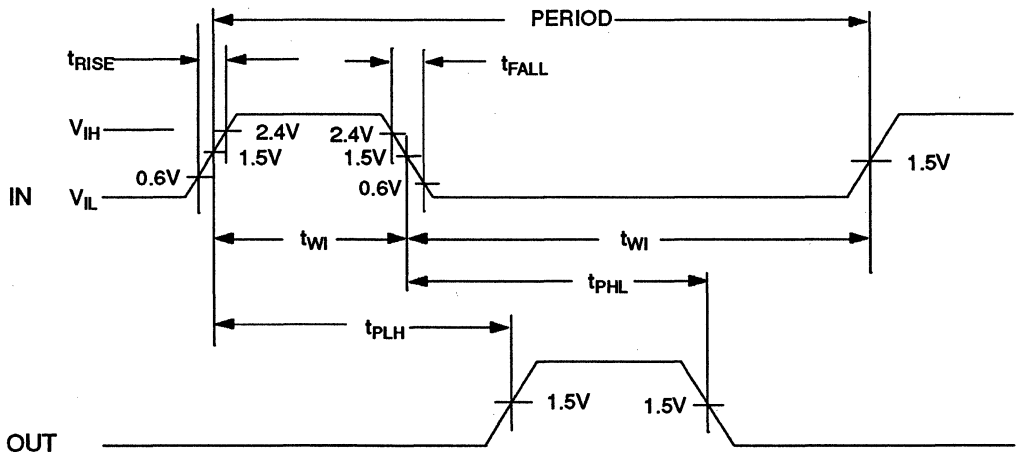 PERIOD
tRISE
tFALL
VIH
2.4V
2.4V
1.5V
1.5V
1.5V
0.6V
0.6V
IN
VIL
tWI
tWI
tPHL
tPLH
1.5V
1.5V
OUT